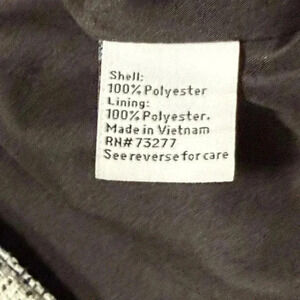 Shell:
100% Polyester
Lining:
100% Polyester.
Made in Vietnam
RN# 73277
See reverse for care